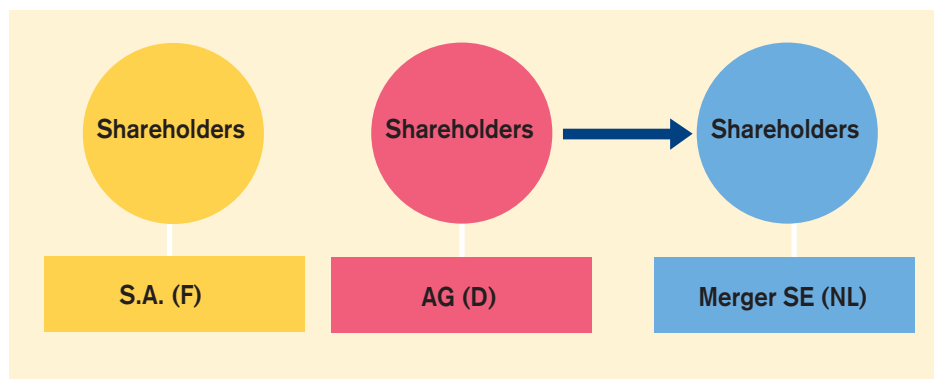 Shareholders
Shareholders
Shareholders
S.A. (F)
AG (D)
Merger SE (NL)